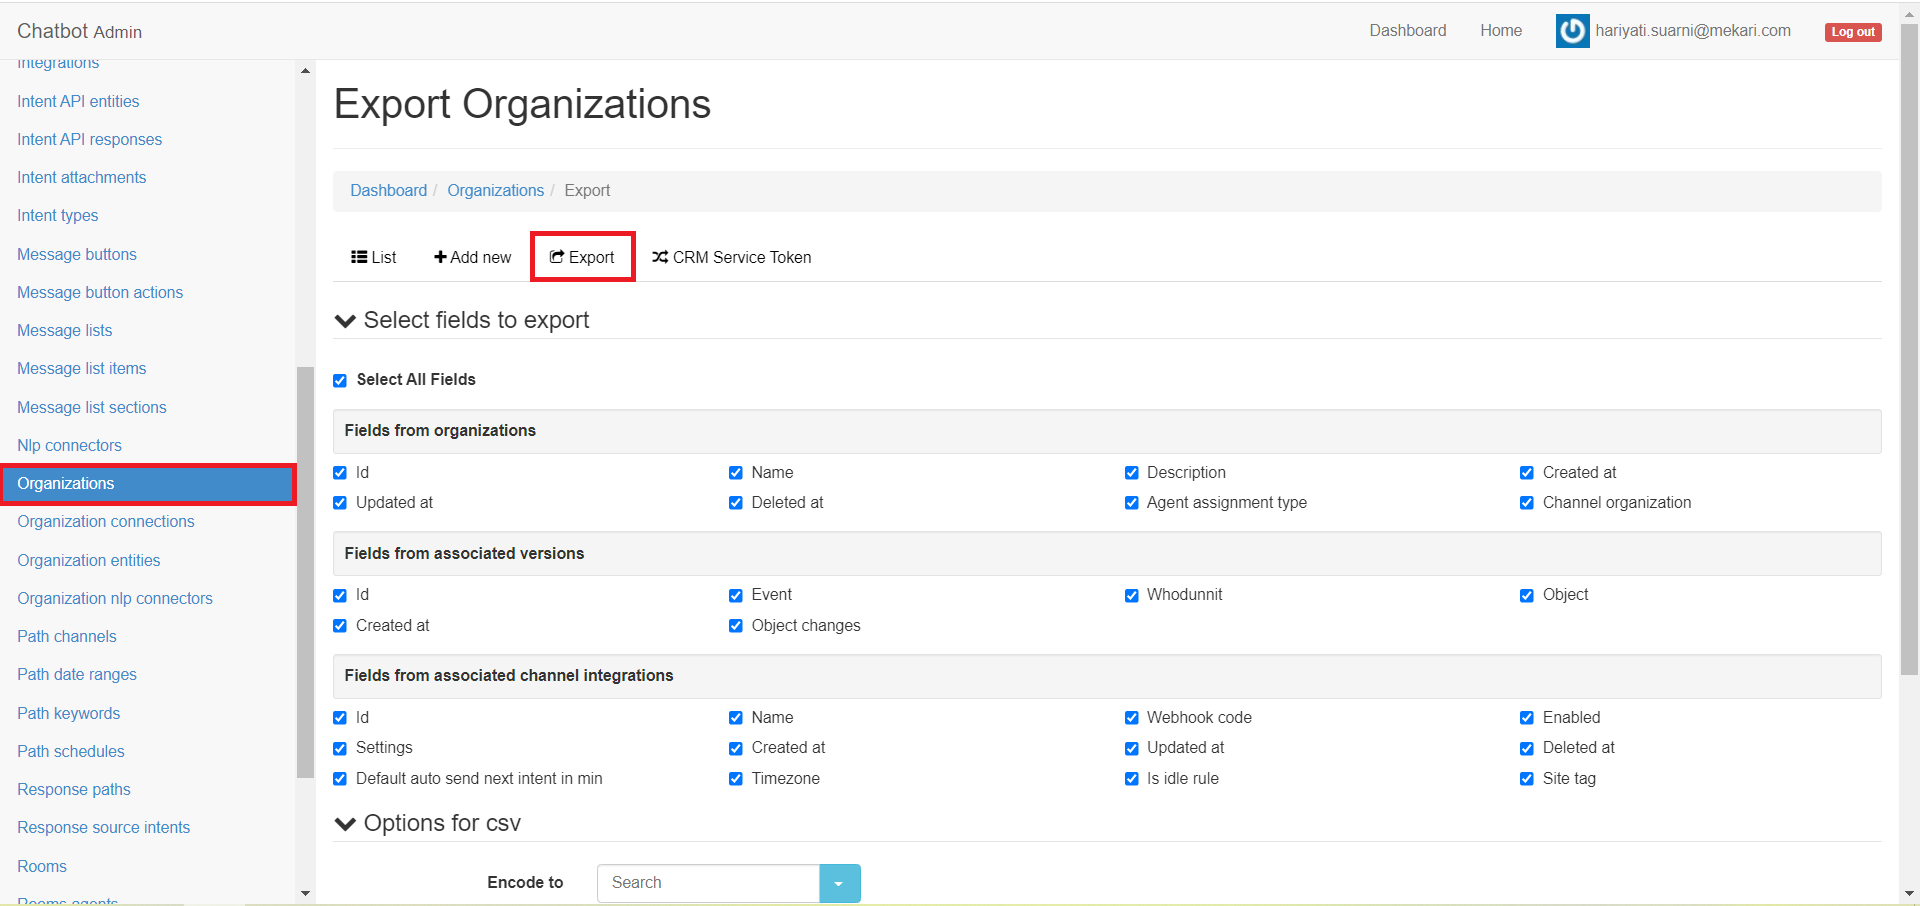 Chatbot Admin
Dashboard Home hariyati.suarni@mekari.com Log out
Integrations
Intent API entities
Intent API responses
Intent attachments
Intent types
Message buttons
Message button actions
Message lists
Message list items
Message list sections
Nlp connectors
Organizations
Organization connections
Organization entities
Organization nlp connectors
Path channels
Path date ranges
Path keywords
Path schedules
Response paths
Response source intents
Rooms
Rooms agents
Export Organizations
Dashboard / Organizations / Export
List Add new Export CRM Service Token
Select fields to export
Select All Fields
Fields from organizations
Id Name Description Created at
Updated at Deleted at Agent assignment type Channel organization
Fields from associated versions
Id Event Whodunnit Object
Created at Object changes
Fields from associated channel integrations
Id Name Webhook code Enabled
Settings Created at Updated at Deleted at
Default auto send next intent in min Timezone Is idle rule Site tag
Options for csv
Encode to Search